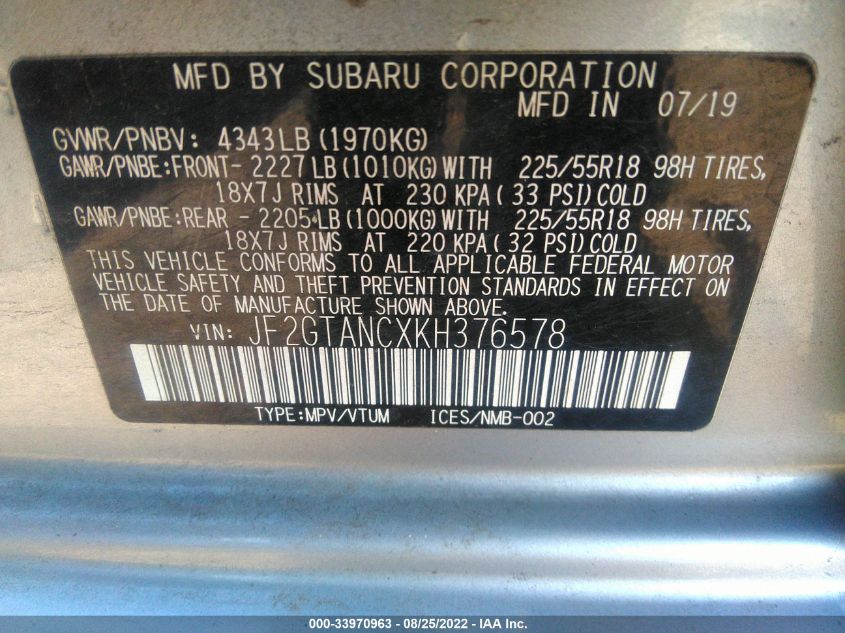 MFD BY SUBARU CORPORATION
MFD IN 07/19
GVWR/PNBV: 4343LB (1970KG)
GAWR/PNBE:FRONT- 2227 LB (1010KG) WITH 225/55R18 98H TIRES,
18X7J RIMS AT 230 KPA ( 33 PSI) COLD
GAWR/PNBE:REAR - 2205 LB (1000KG) WITH 225/55R18 98H TIRES,
18X7J RIMS AT 220 KPA ( 32 PSI) COLD
THIS VEHICLE CONFORMS TO ALL APPLICABLE FEDERAL MOTOR
VEHICLE SAFETY AND THEFT PREVENTION STANDARDS IN EFFECT ON
THE DATE OF MANUFACTURE SHOWN ABOVE.
VIN: JF2GTANCXKH376578
TYPE:MPV/VTUM ICES/NMB-002
000-33970963 - 08/25/2022 - IAA Inc.